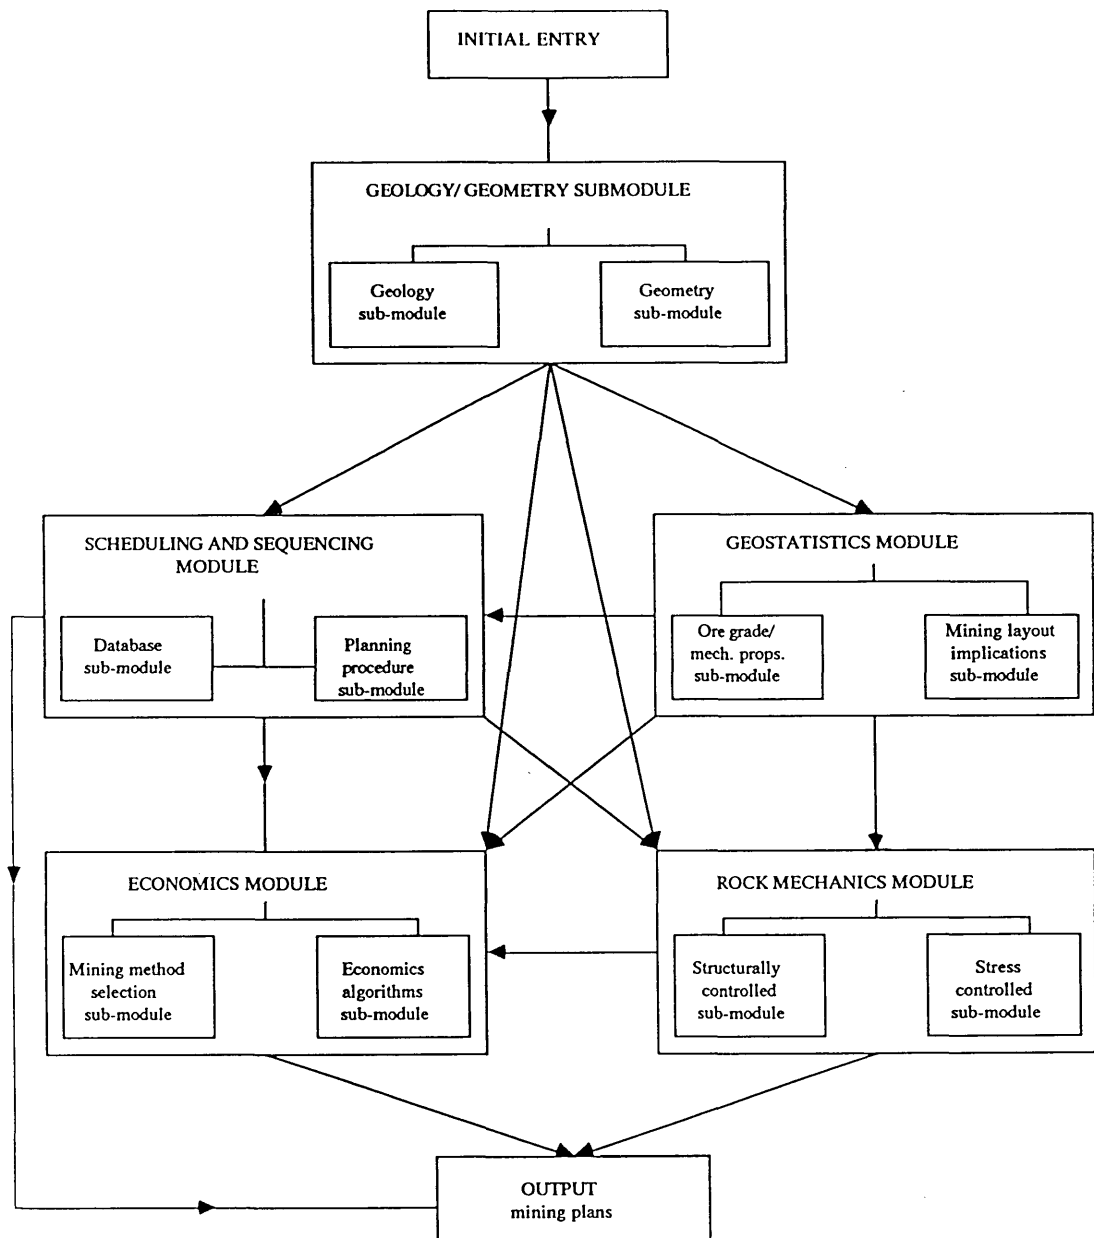 INITIAL ENTRY
GEOLOGY/ GEOMETRY SUBMODULE
Geology
sub-module
Geometry
sub-module
SCHEDULING AND SEQUENCING
MODULE
Database
sub-module
Planning
procedure
sub-module
GEOSTATISTICS MODULE
Ore grade/
mech. props.
sub-module
Mining layout
implications
sub-module
ECONOMICS MODULE
Mining method
selection
sub-module
Economics
algorithms
sub-module
ROCK MECHANICS MODULE
Structurally
controlled
sub-module
Stress
controlled
sub-module
OUTPUT
mining plans